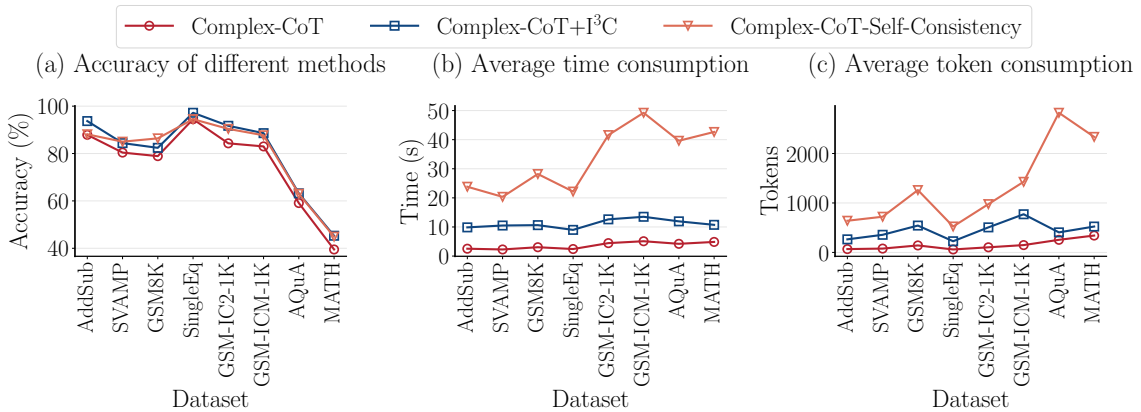 Complex-CoT Complex-CoT+I³C Complex-CoT-Self-Consistency
(a) Accuracy of different methods
Accuracy (%)
100
80
60
40
AddSub
SVAMP
GSM8K
SingleEq
GSM-IC2-1K
GSM-ICM-1K
AQuA
MATH
Dataset
(b) Average time consumption
Time (s)
50
40
30
20
10
0
AddSub
SVAMP
GSM8K
SingleEq
GSM-IC2-1K
GSM-ICM-1K
AQuA
MATH
Dataset
(c) Average token consumption
Tokens
2000
1000
0
AddSub
SVAMP
GSM8K
SingleEq
GSM-IC2-1K
GSM-ICM-1K
AQuA
MATH
Dataset